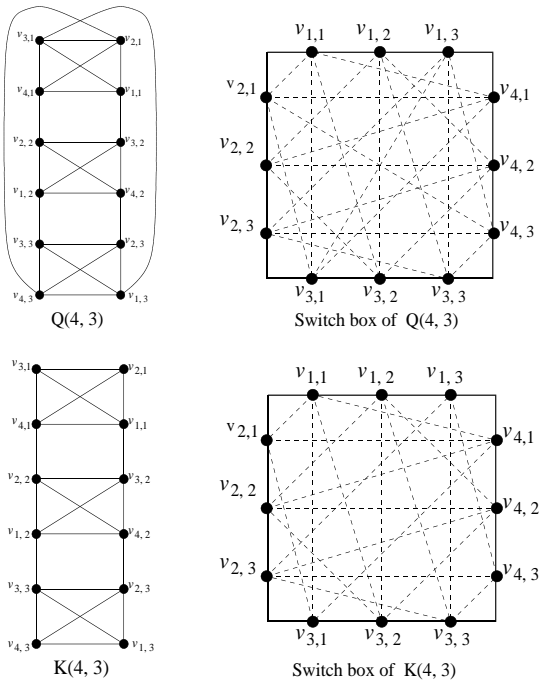 v3,1 v2,1
v4,1 v1,1
v2,2 v3,2
v1,2 v4,2
v3,3 v2,3
v4,3 v1,3
Q(4, 3)
v1,1 v1,2 v1,3
v2,1 v4,1
v2,2 v4,2
v2,3 v4,3
v3,1 v3,2 v3,3
Switch box of Q(4, 3)
v3,1 v2,1
v4,1 v1,1
v2,2 v3,2
v1,2 v4,2
v3,3 v2,3
v4,3 v1,3
K(4, 3)
v1,1 v1,2 v1,3
v2,1 v4,1
v2,2 v4,2
v2,3 v4,3
v3,1 v3,2 v3,3
Switch box of K(4, 3)